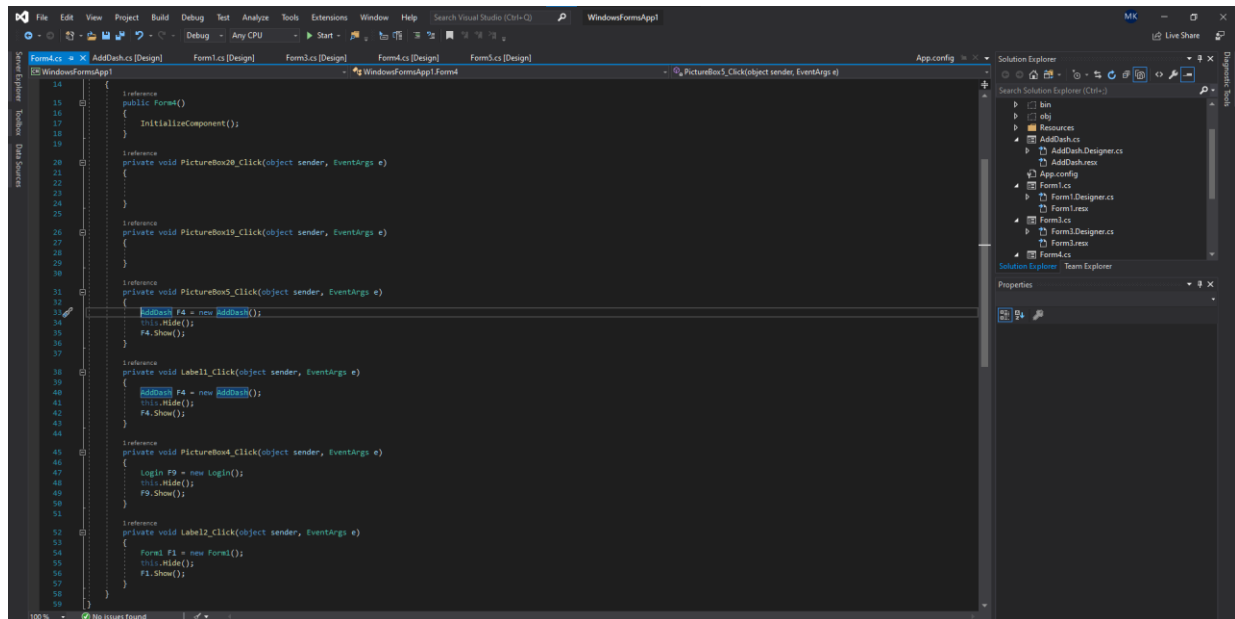 File Edit View Project Build Debug Test Analyze Tools Extensions Window Help Search Visual Studio (Ctrl+Q) WindowsFormsApp1 MK
Debug Any CPU Start Live Share
Form4.cs AddDash.cs [Design] Form1.cs [Design] Form3.cs [Design] Form4.cs [Design] Form5.cs [Design] App.config
WindowsFormsApp1 WindowsFormsApp1.Form4 PictureBox5_Click(object sender, EventArgs e)
Server Explorer
Toolbox
Data Sources
14 {
1 reference
15 public Form4()
16 {
17 InitializeComponent();
18 }
19
1 reference
20 private void PictureBox20_Click(object sender, EventArgs e)
21 {
22
23
24 }
25
1 reference
26 private void PictureBox19_Click(object sender, EventArgs e)
27 {
28
29 }
30
1 reference
31 private void PictureBox5_Click(object sender, EventArgs e)
32 {
33 AddDash F4 = new AddDash();
34 this.Hide();
35 F4.Show();
36 }
37
1 reference
38 private void Label1_Click(object sender, EventArgs e)
39 {
40 AddDash F4 = new AddDash();
41 this.Hide();
42 F4.Show();
43 }
44
1 reference
45 private void PictureBox4_Click(object sender, EventArgs e)
46 {
47 Login F9 = new Login();
48 this.Hide();
49 F9.Show();
50 }
51
1 reference
52 private void Label2_Click(object sender, EventArgs e)
53 {
54 Form1 F1 = new Form1();
55 this.Hide();
56 F1.Show();
57 }
58 }
59 }
100 % No issues found
Solution Explorer
Search Solution Explorer (Ctrl+;)
bin
obj
Resources
AddDash.cs
AddDash.Designer.cs
AddDash.resx
App.config
Form1.cs
Form1.Designer.cs
Form1.resx
Form3.cs
Form3.Designer.cs
Form3.resx
Form4.cs
Solution Explorer Team Explorer
Properties
Diagnostic Tools